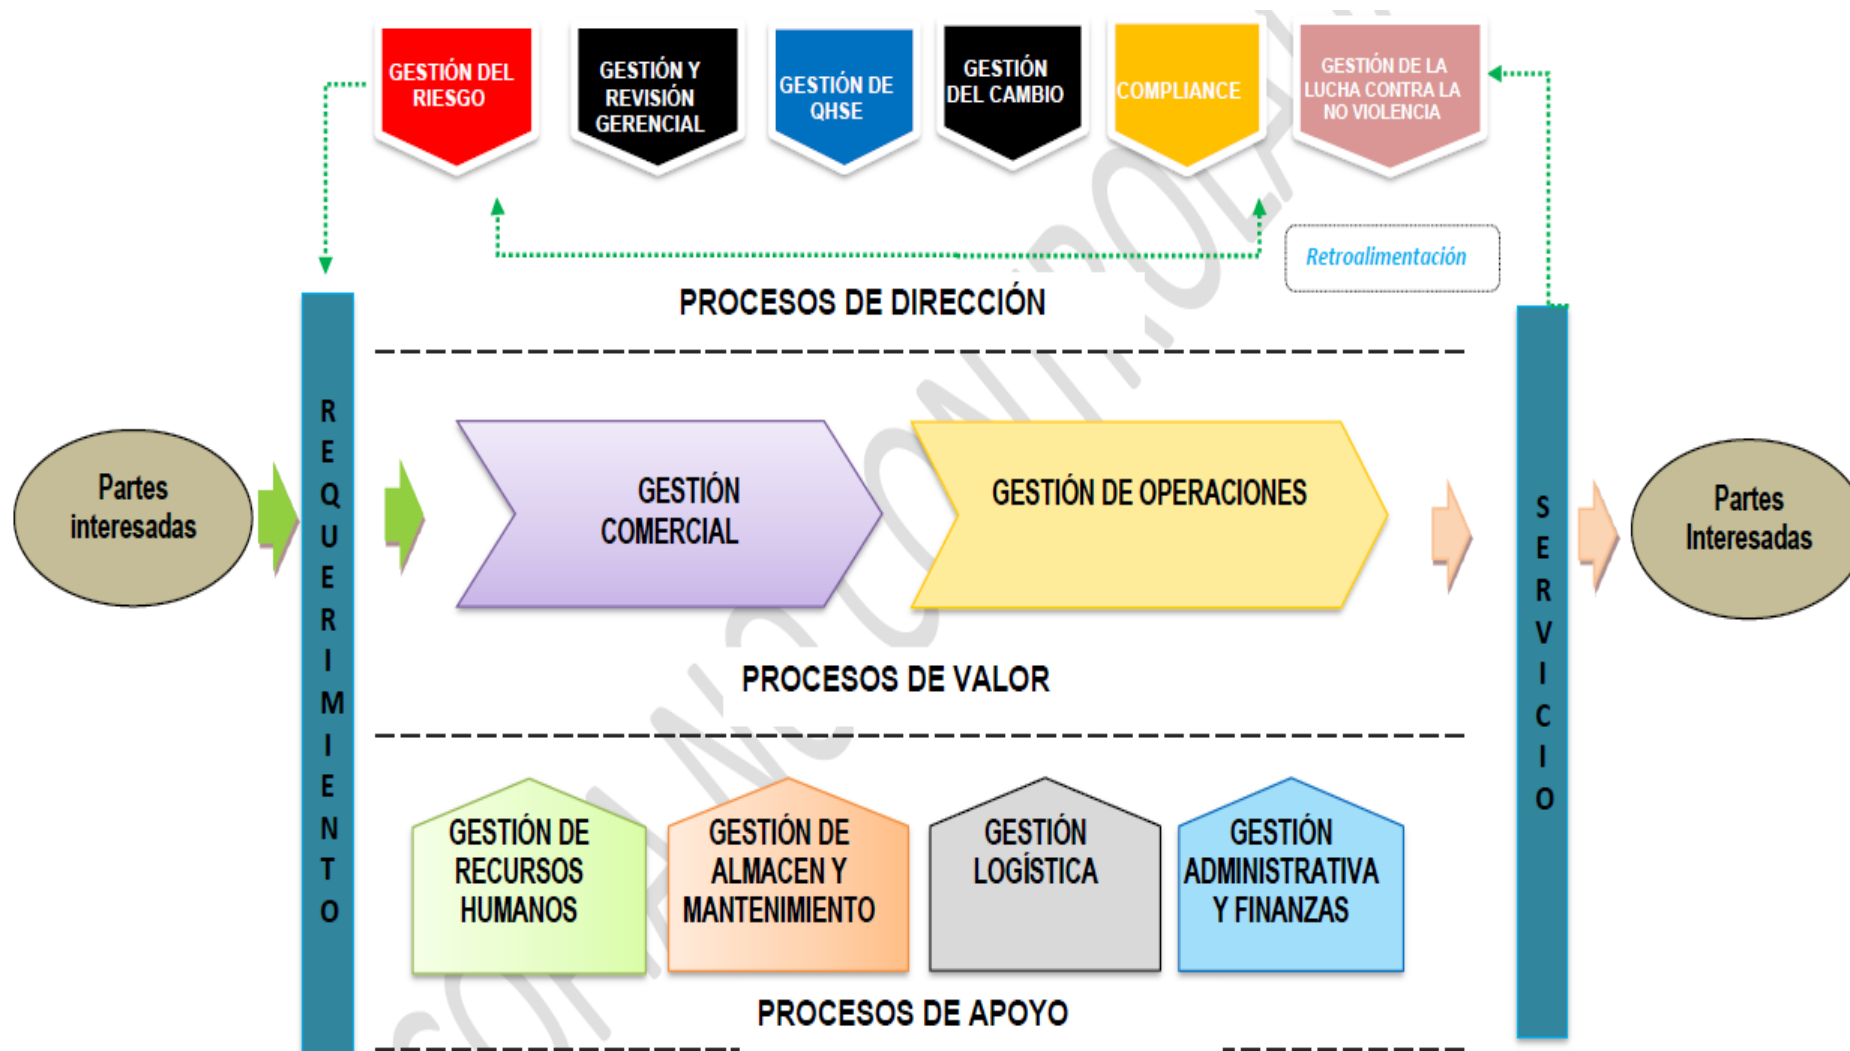 GESTIÓN DEL
RIESGO
GESTIÓN Y
REVISIÓN
GERENCIAL
GESTIÓN DE
QHSE
GESTIÓN
DEL CAMBIO
COMPLIANCE
GESTIÓN DE LA
LUCHA CONTRA LA
NO VIOLENCIA
Retroalimentación
PROCESOS DE DIRECCIÓN
REQUERIMIENTO
Partes
interesadas
GESTIÓN
COMERCIAL
GESTIÓN DE OPERACIONES
SERVICIO
Partes
Interesadas
PROCESOS DE VALOR
GESTIÓN DE
RECURSOS
HUMANOS
GESTIÓN DE
ALMACEN Y
MANTENIMIENTO
GESTIÓN
LOGÍSTICA
GESTIÓN
ADMINISTRATIVA
Y FINANZAS
PROCESOS DE APOYO